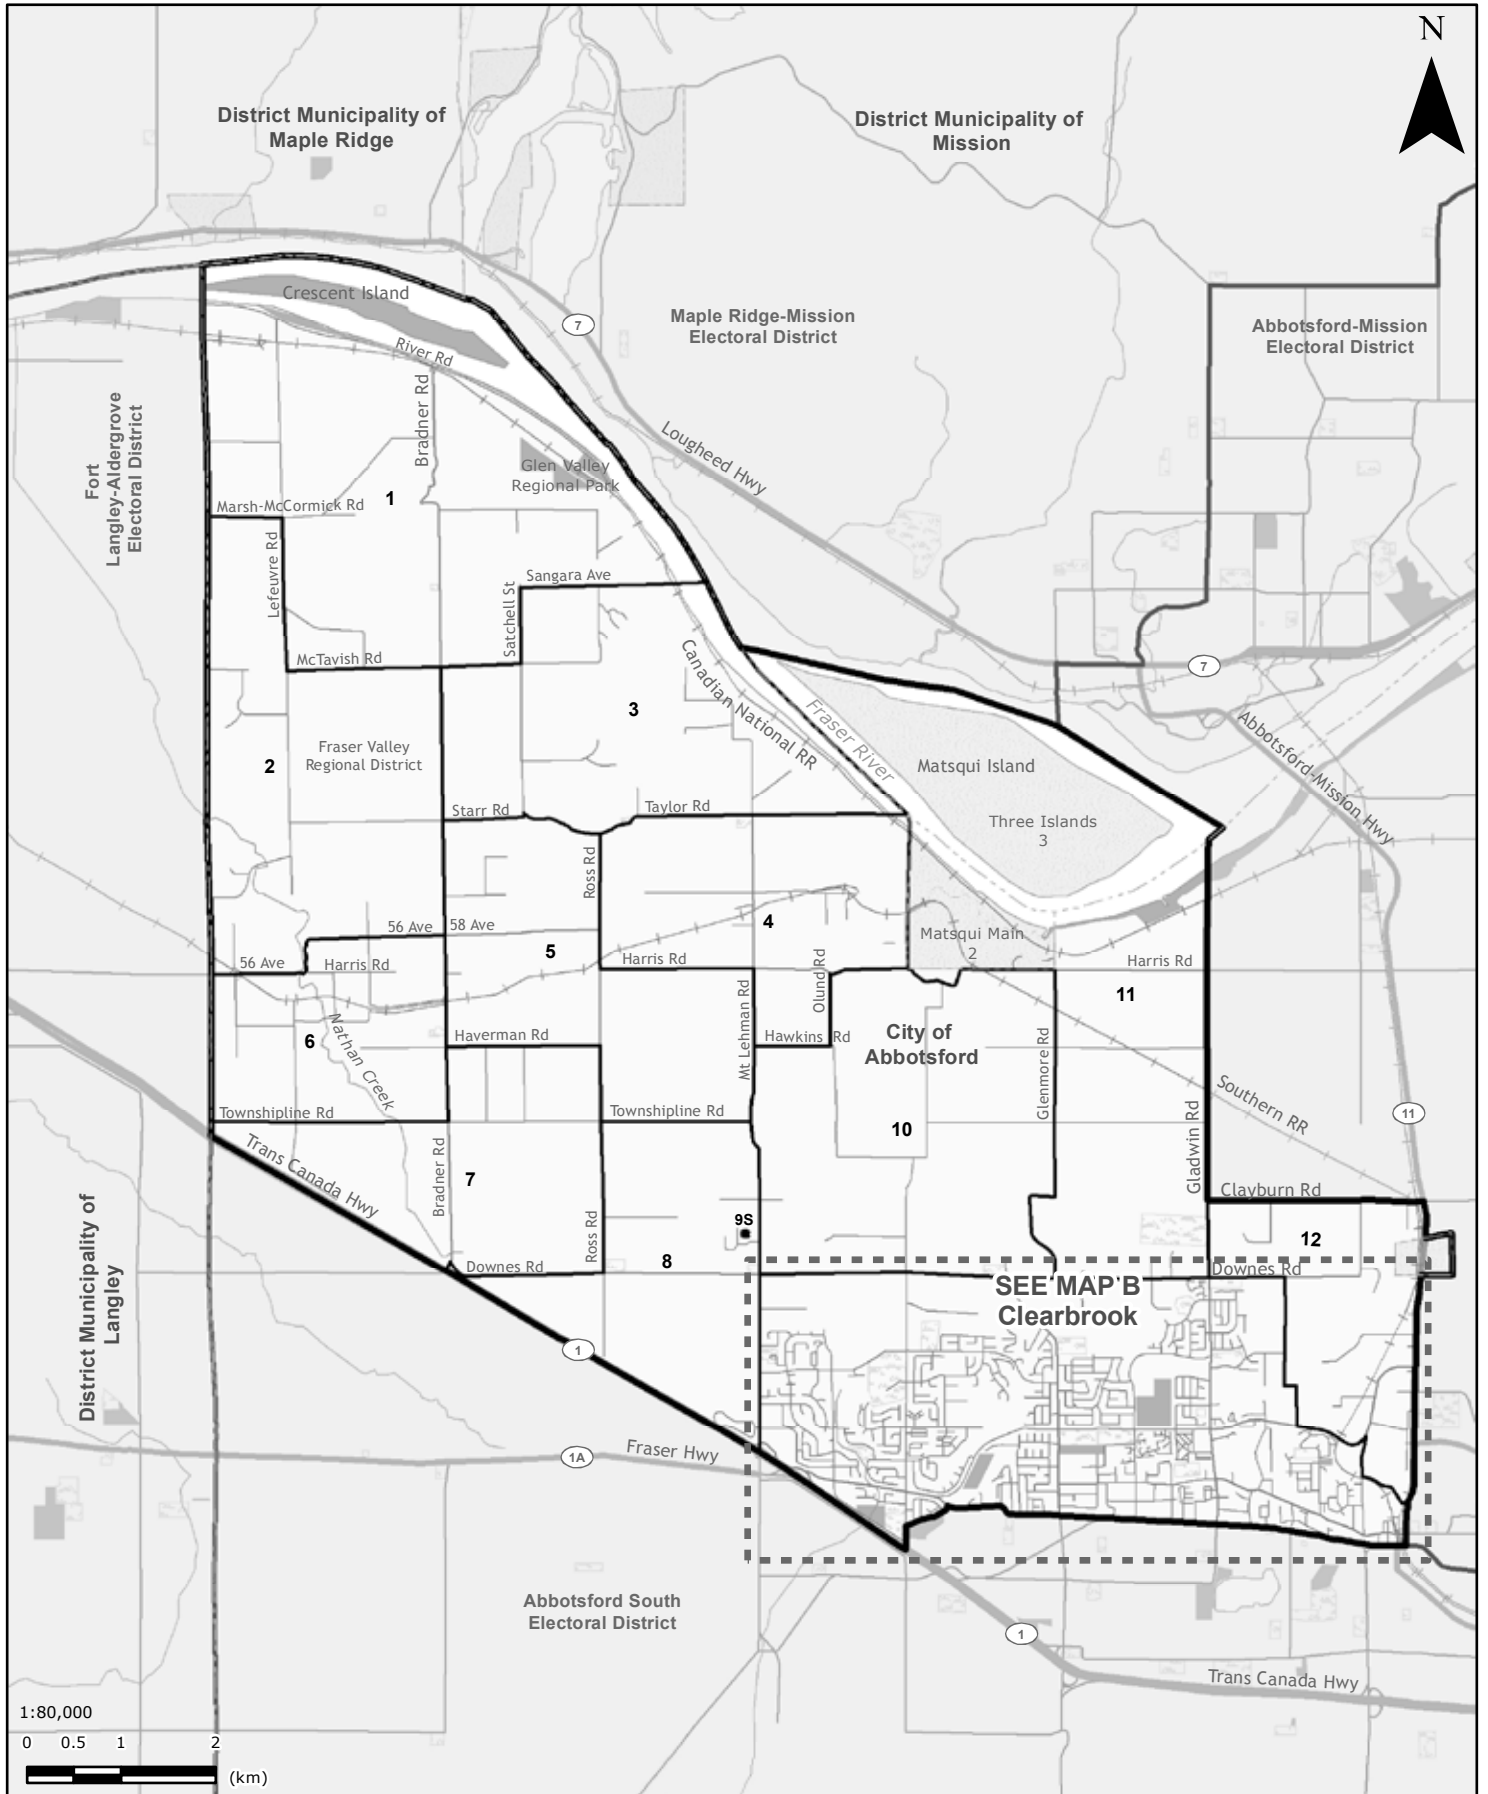 N
District Municipality of
Maple Ridge
District Municipality of
Mission
Crescent Island
7
Maple Ridge-Mission
Electoral District
Abbotsford-Mission
Electoral District
River Rd
Bradner Rd
Fort
Langley-Aldergrove
Electoral District
Lougheed Hwy
Glen Valley
Regional Park
1
Marsh-McCormick Rd
Lefeuvre Rd
Sangara Ave
Satchell St
McTavish Rd
Canadian National RR
7
3
Fraser River
Abbotsford-Mission Hwy
Fraser Valley
Regional District
2
Matsqui Island
Starr Rd
Taylor Rd
Three Islands
3
Ross Rd
56 Ave
58 Ave
4
Matsqui Main
2
5
56 Ave
Harris Rd
Harris Rd
Harris Rd
Olund Rd
11
Mt Lehman Rd
Nathan Creek
6
Haverman Rd
Hawkins Rd
City of
Abbotsford
Glenmore Rd
Southern RR
Townshipline Rd
Townshipline Rd
11
10
Gladwin Rd
Trans Canada Hwy
Bradner Rd
7
Clayburn Rd
Ross Rd
9S
8
12
District Municipality of
Langley
Downes Rd
Downes Rd
SEE MAP B
Clearbrook
1
Fraser Hwy
1A
Abbotsford South
Electoral District
1
Trans Canada Hwy
1:80,000
0 0.5 1 2
(km)